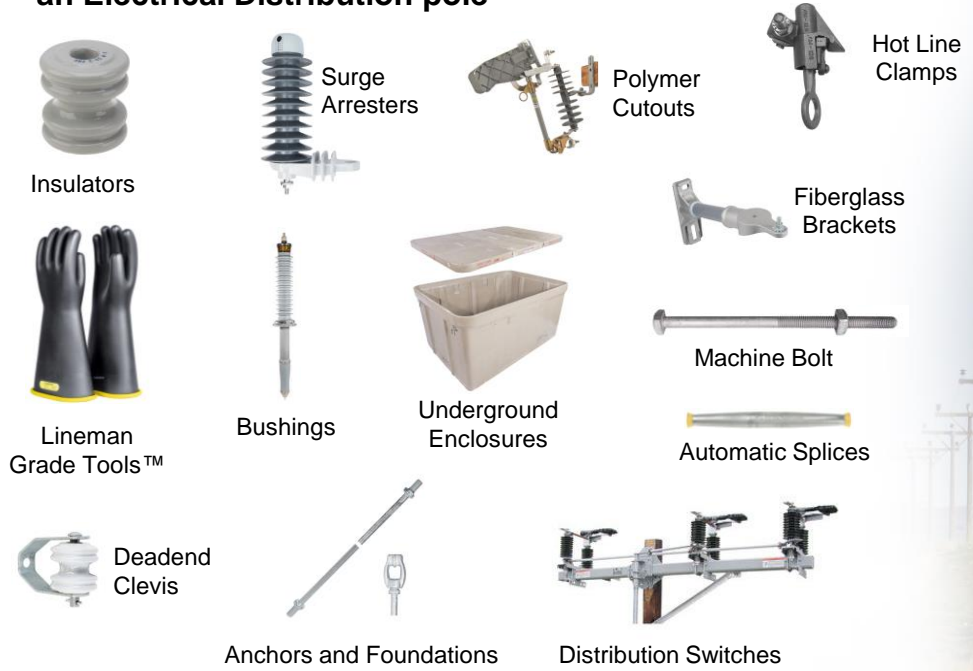 an Electrical Distribution pole
Surge
Arresters
Polymer
Cutouts
Hot Line
Clamps
Insulators
Fiberglass
Brackets
Machine Bolt
Lineman
Grade Tools™
Bushings
Underground
Enclosures
Automatic Splices
Deadend
Clevis
Anchors and Foundations
Distribution Switches